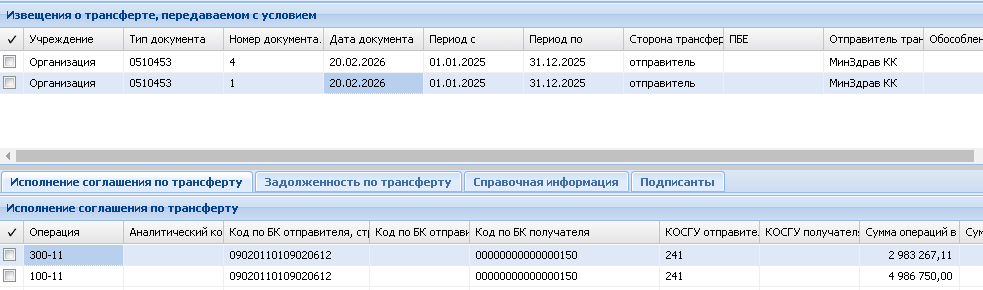 Извещения о трансферте, передаваемом с условием
Учреждение Тип документа Номер документа. Дата документа Период с Период по Сторона трансфер ПБЕ Отправитель тран Обособлен
Организация 0510453 4 20.02.2026 01.01.2025 31.12.2025 отправитель МинЗдрав КК
Организация 0510453 1 20.02.2026 01.01.2025 31.12.2025 отправитель МинЗдрав КК
Исполнение соглашения по трансферту Задолженность по трансферту Справочная информация Подписанты
Исполнение соглашения по трансферту
Операция Аналитический ко Код по БК отправителя, стр Код по БК отправи Код по БК получателя КОСГУ отправите. КОСГУ получателя Сумма операций в Сум
300-11 09020110109020612 00000000000000150 241 2 983 267,11
100-11 09020110109020612 00000000000000150 241 4 986 750,00